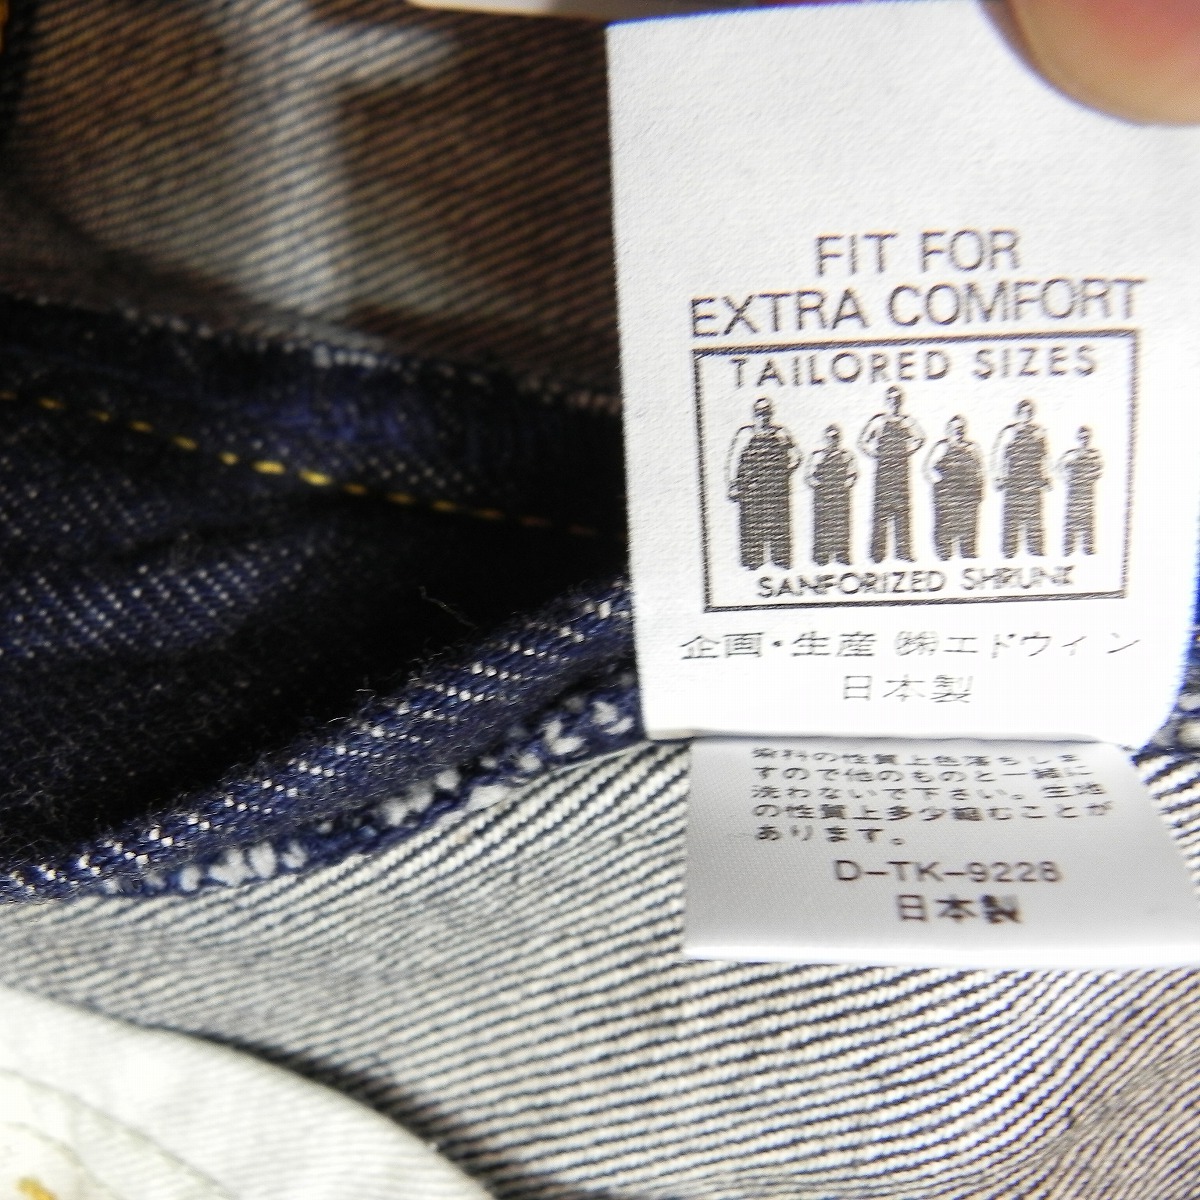 FIT FOR
EXTRA COMFORT
TAILORED SIZES
SANFORIZED SHRUNK
企画・生産 ㈱エドウィン
日本製
染料の性質上色落ちしま
すので他のものと一緒に
洗わないで下さい。生地
の性質上多少縮むことが
あります。
D-TK-9228
日本製